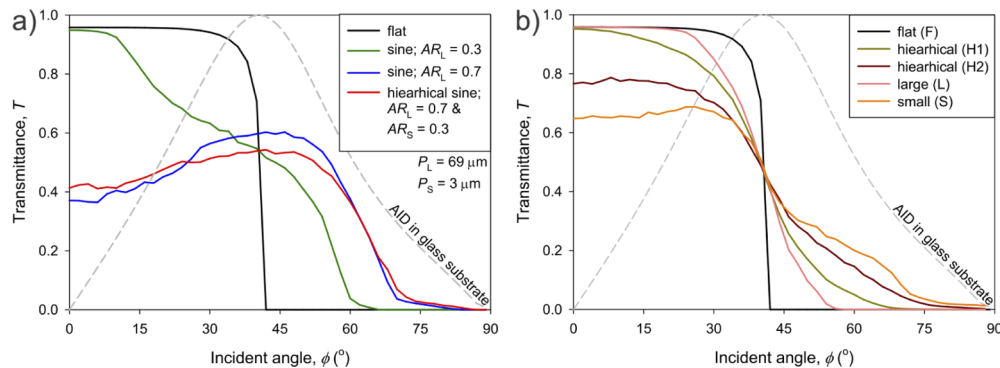 a)
Transmittance, T
1.0
0.8
0.6
0.4
0.2
0.0
0
15
30
45
60
75
90
Incident angle, ϕ (°)
flat
sine; AR_L = 0.3
sine; AR_L = 0.7
hiearhical sine;
AR_L = 0.7 &
AR_S = 0.3
P_L = 69 μm
P_S = 3 μm
AID in glass substrate
b)
Transmittance, T
1.0
0.8
0.6
0.4
0.2
0.0
0
15
30
45
60
75
90
Incident angle, ϕ (°)
flat (F)
hiearhical (H1)
hiearhical (H2)
large (L)
small (S)
AID in glass substrate